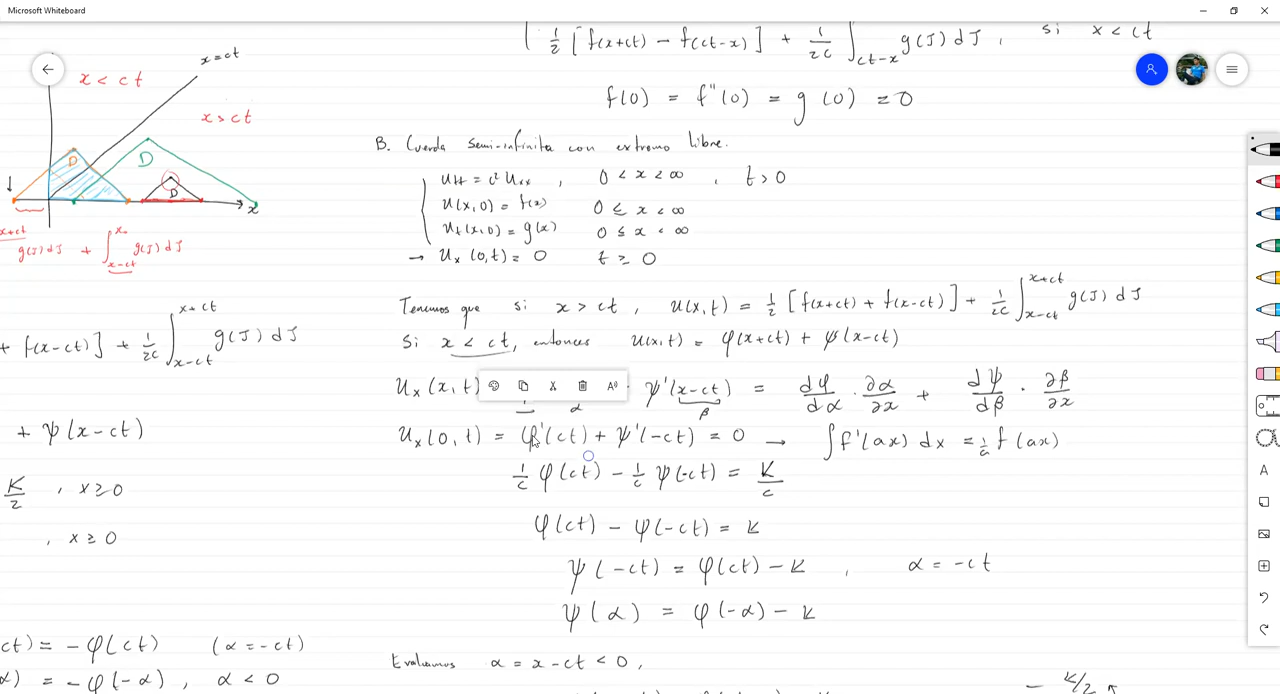 Microsoft Whiteboard
1/2 [f(x+ct) − f(ct−x)] + 1/2c ∫_{ct−x} g(J) dJ, si x < ct
f(0) = f''(0) = g(0) = 0
x=ct
x < ct
x > ct
D
D
D
x
x+ct
g(J)dJ + ∫_{x−ct}^{x} g(J)dJ
B. Cuerda semi-infinita con extremo libre.
Utt = c² Uxx , 0 < x < ∞ , t > 0
U(x,0) = f(x) 0 ≤ x < ∞
Ut(x,0) = g(x) 0 ≤ x < ∞
→ Ux(0,t) = 0 t ≥ 0
Tenemos que si x > ct, u(x,t) = 1/2 [f(x+ct) + f(x−ct)] + 1/2c ∫_{x−ct}^{x+ct} g(J) dJ
Si x < ct, entonces u(x,t) = φ(x+ct) + ψ(x−ct)
+ f(x−ct)] + 1/2c ∫_{x−ct}^{x+ct} g(J) dJ
Ux(x,t) ψ'(x−ct) = dφ/dα · ∂α/∂x + dψ/dβ · ∂β/∂x
α β
+ ψ(x−ct)
Ux(0,t) = φ'(ct) + ψ'(−ct) = 0 → ∫ f'(ax) dx = 1/a f(ax)
1/c φ(ct) − 1/c ψ(−ct) = K/c
K/2 , x ≥ 0
φ(ct) − ψ(−ct) = K
, x ≥ 0
ψ(−ct) = φ(ct) − K , α = −ct
ψ(α) = φ(−α) − K
ct) = −φ(ct) (α = −ct)
α) = −φ(−α) , α < 0
Evaluamos α = x − ct < 0,
− K/2
A